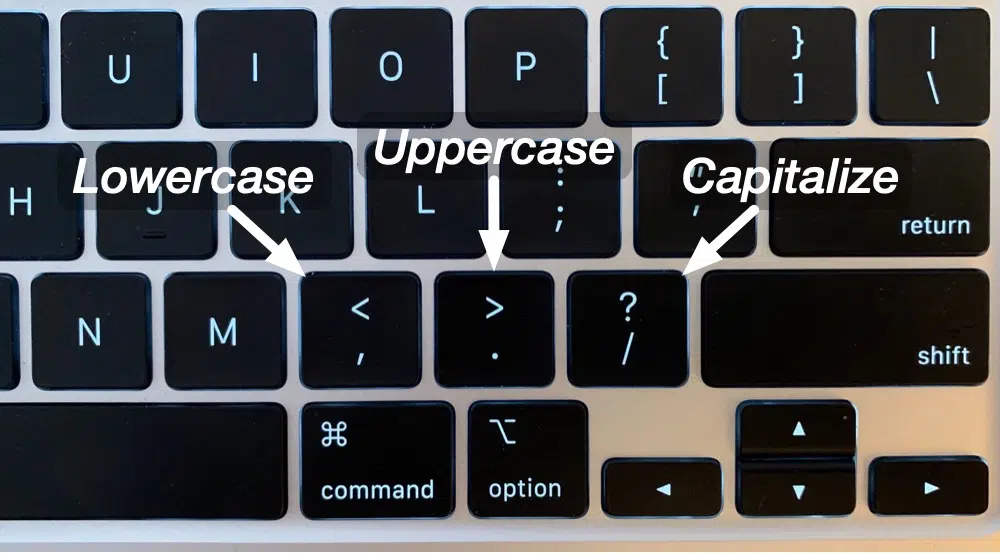 U I O P { [ } ] | \
Lowercase Uppercase Capitalize
H J K L : ; " ' return
N M < , > . ? / shift
⌘ ⌥ ▲
command option ◄ ▼ ►